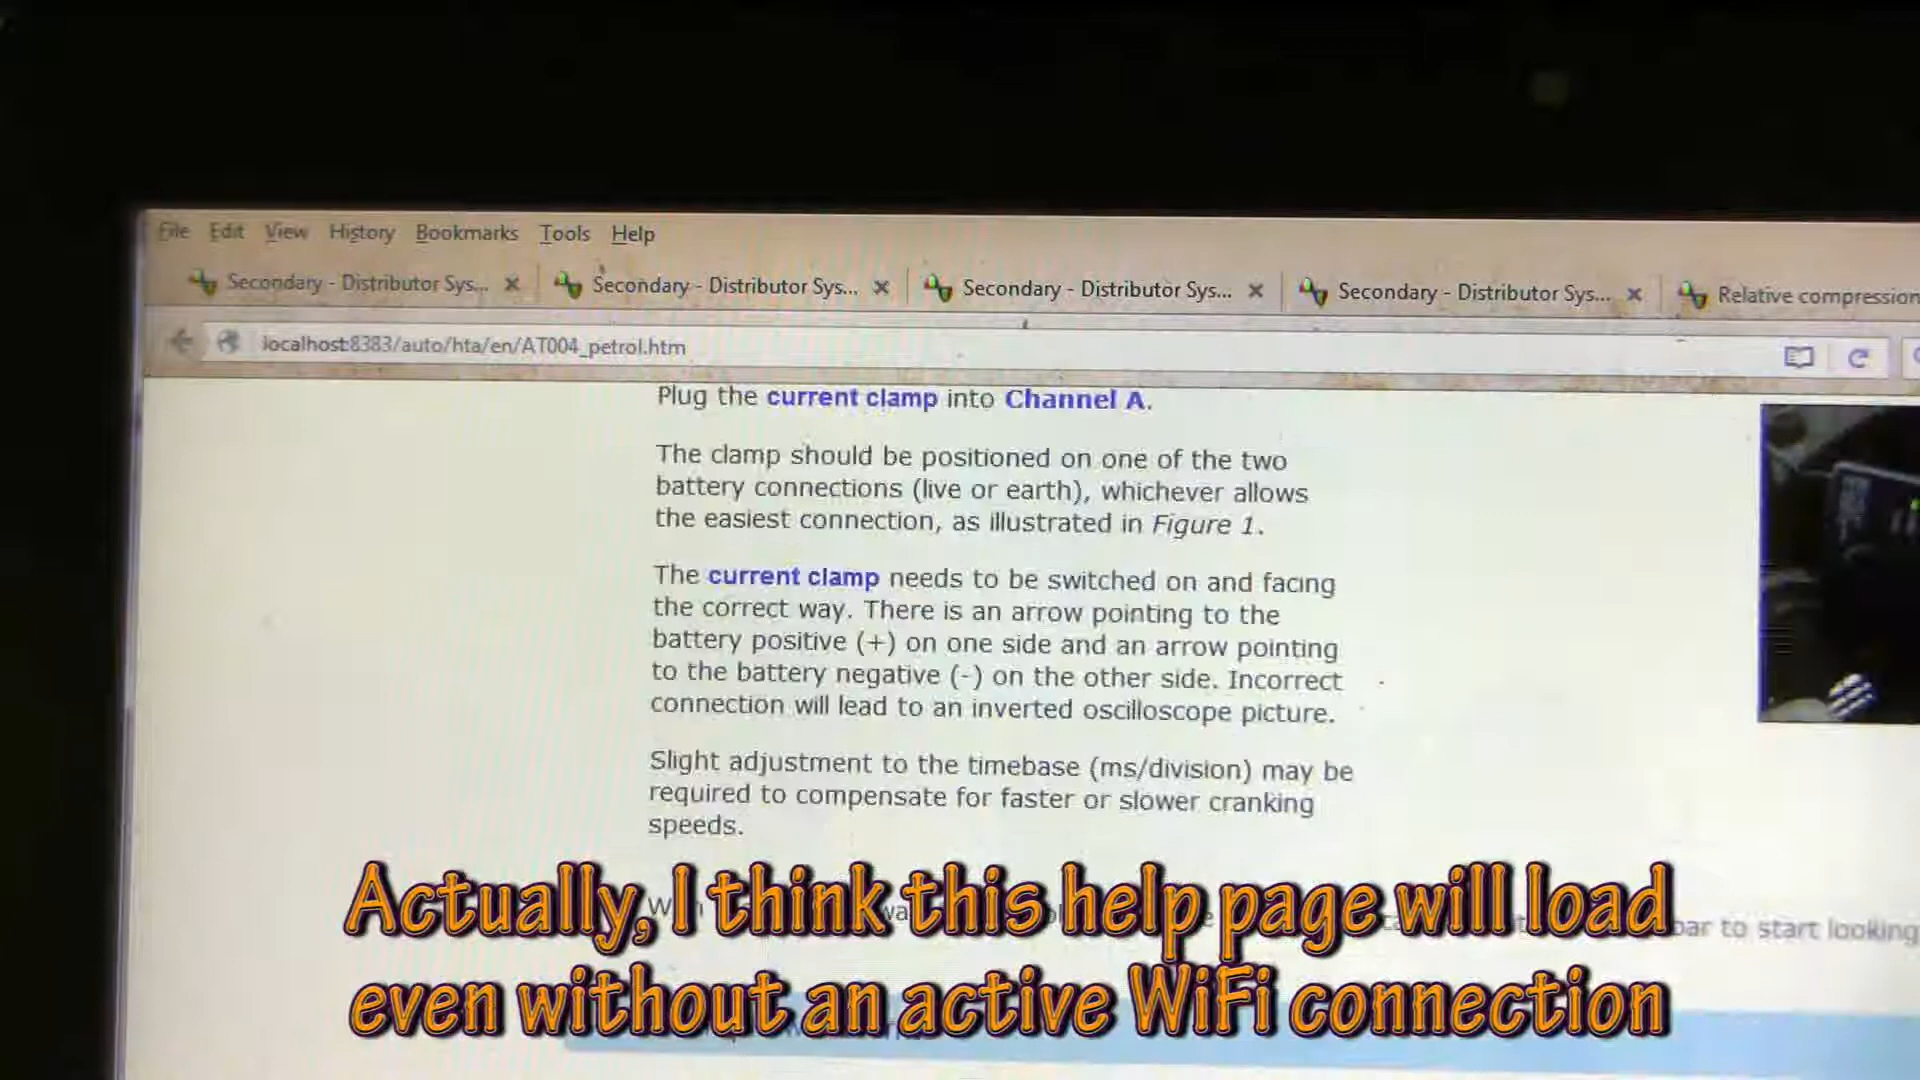 File Edit View History Bookmarks Tools Help
Secondary - Distributor Sys... Secondary - Distributor Sys... Secondary - Distributor Sys... Secondary - Distributor Sys... Relative compression
localhost:8383/auto/hta/en/AT004_petrol.htm
Plug the current clamp into Channel A.
The clamp should be positioned on one of the two
battery connections (live or earth), whichever allows
the easiest connection, as illustrated in Figure 1.
The current clamp needs to be switched on and facing
the correct way. There is an arrow pointing to the
battery positive (+) on one side and an arrow pointing
to the battery negative (-) on the other side. Incorrect
connection will lead to an inverted oscilloscope picture.
Slight adjustment to the timebase (ms/division) may be
required to compensate for faster or slower cranking
speeds.
bar to start looking
Actually, I think this help page will load
even without an active WiFi connection